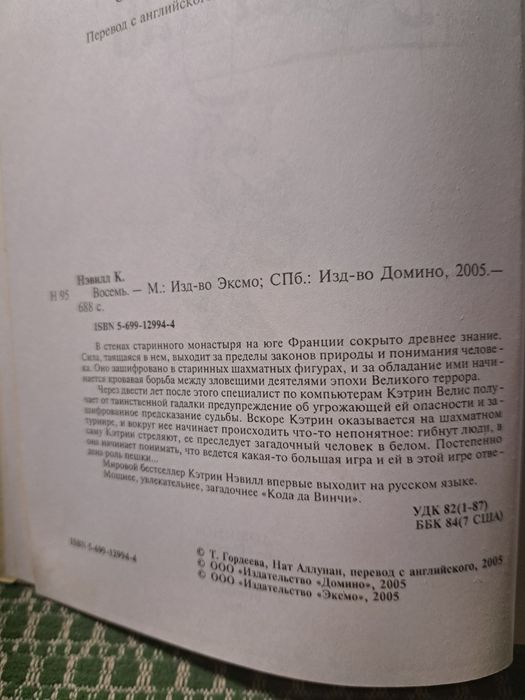 Перевод с английского
Нэвилл К.
Н 95 Восемь. — М.: Изд-во Эксмо; СПб.: Изд-во Домино, 2005.—
688 с.
ISBN 5-699-12994-4
В стенах старинного монастыря на юге Франции сокрыто древнее знание.
Сила, таящаяся в нем, выходит за пределы законов природы и понимания челове-
ка. Оно зашифровано в старинных шахматных фигурах, и за обладание ими начи-
нается кровавая борьба между зловещими деятелями эпохи Великого террора.
Через двести лет после этого специалист по компьютерам Кэтрин Велис полу-
чает от таинственной гадалки предупреждение об угрожающей ей опасности и за-
шифрованное предсказание судьбы. Вскоре Кэтрин оказывается на шахматном
турнире, и вокруг нее начинает происходить что-то непонятное: гибнут люди, в
саму Кэтрин стреляют, ее преследует загадочный человек в белом. Постепенно
она начинает понимать, что ведется какая-то большая игра и ей в этой игре отве-
дена роль пешки...
Мировой бестселлер Кэтрин Нэвилл впервые выходит на русском языке.
Мощнее, увлекательнее, загадочнее «Кода да Винчи».
УДК 82(1-87)
ББК 84(7 США)
© Т. Гордеева, Нат Аллунан, перевод с английского, 2005
© ООО «Издательство «Домино», 2005
ISBN 5-699-12994-4 © ООО «Издательство «Эксмо», 2005